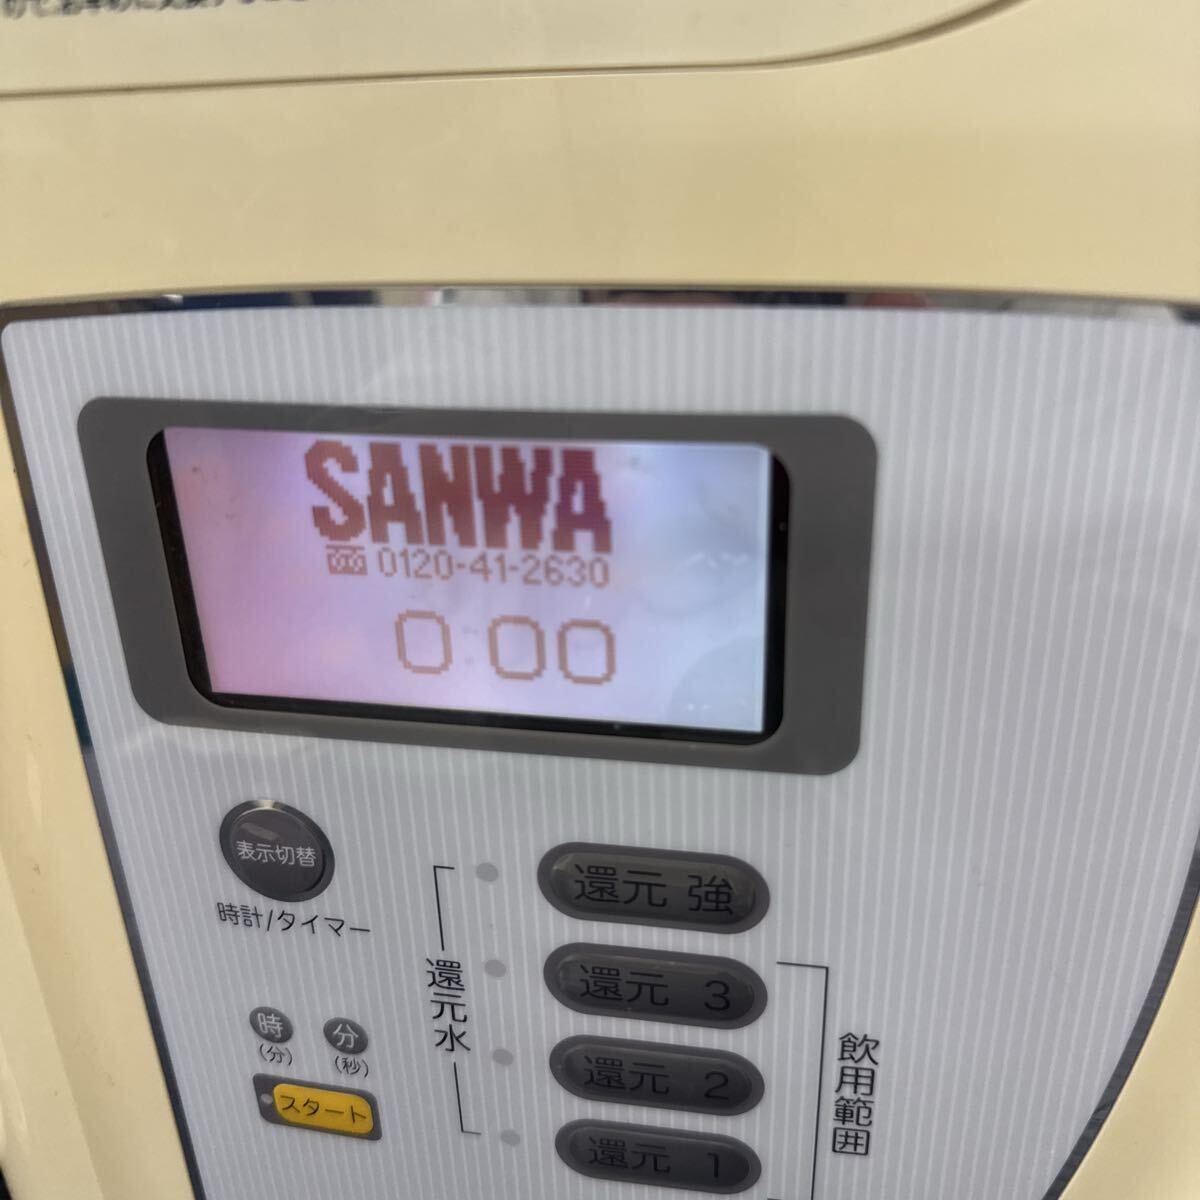 SANWA
0120-41-2630
0:00
表示切替
時計/タイマー
還元 強
還元 3
還元水
時
分
(分)
(秒)
還元 2
飲用範囲
スタート
還元 1